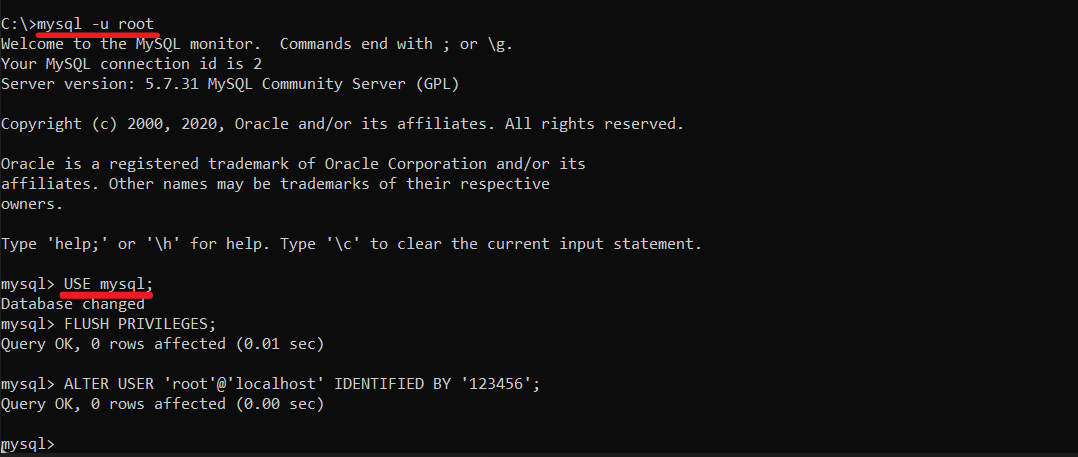 C:\>mysql -u root
Welcome to the MySQL monitor.  Commands end with ; or \g.
Your MySQL connection id is 2
Server version: 5.7.31 MySQL Community Server (GPL)
Copyright (c) 2000, 2020, Oracle and/or its affiliates. All rights reserved.
Oracle is a registered trademark of Oracle Corporation and/or its
affiliates. Other names may be trademarks of their respective
owners.
Type 'help;' or '\h' for help. Type '\c' to clear the current input statement.
mysql> USE mysql;
Database changed
mysql> FLUSH PRIVILEGES;
Query OK, 0 rows affected (0.01 sec)
mysql> ALTER USER 'root'@'localhost' IDENTIFIED BY '123456';
Query OK, 0 rows affected (0.00 sec)
mysql>